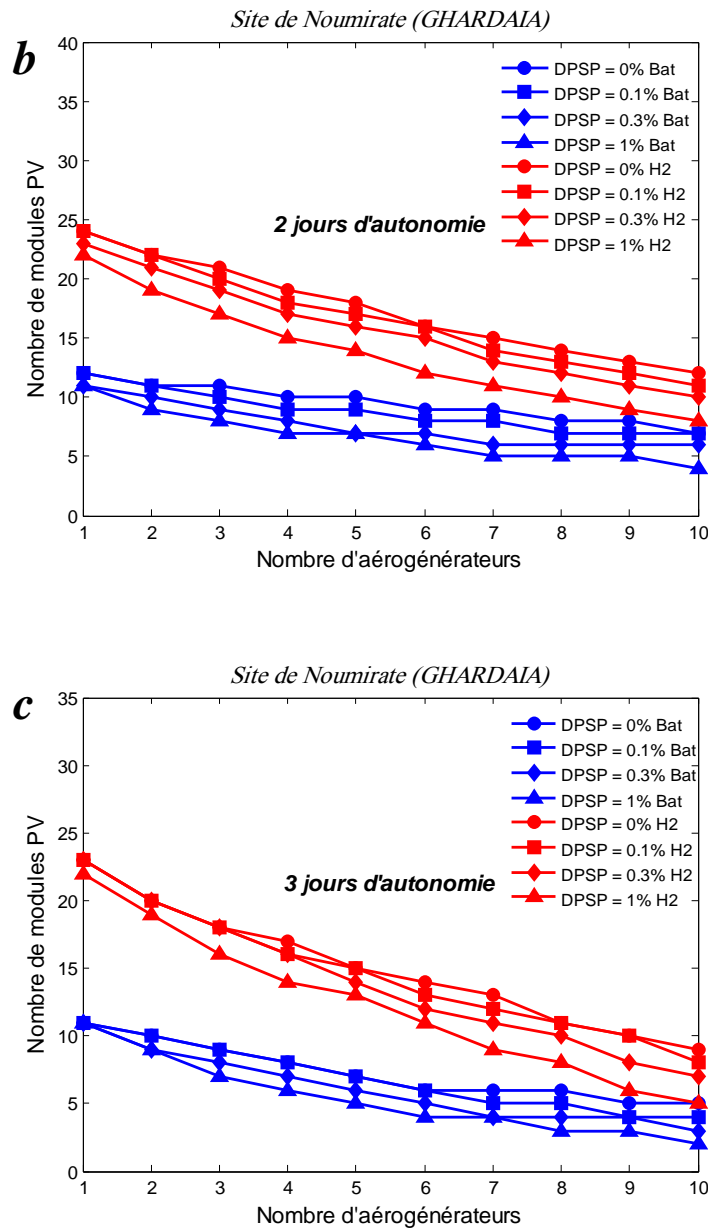 Site de Noumirate (GHARDAIA)
b
40
35
30
25
20
15
10
5
0
Nombre de modules PV
DPSP = 0% Bat
DPSP = 0.1% Bat
DPSP = 0.3% Bat
DPSP = 1% Bat
DPSP = 0% H2
DPSP = 0.1% H2
DPSP = 0.3% H2
DPSP = 1% H2
2 jours d'autonomie
1 2 3 4 5 6 7 8 9 10
Nombre d'aérogénérateurs
Site de Noumirate (GHARDAIA)
c
35
30
25
20
15
10
5
0
Nombre de modules PV
DPSP = 0% Bat
DPSP = 0.1% Bat
DPSP = 0.3% Bat
DPSP = 1% Bat
DPSP = 0% H2
DPSP = 0.1% H2
DPSP = 0.3% H2
DPSP = 1% H2
3 jours d'autonomie
1 2 3 4 5 6 7 8 9 10
Nombre d'aérogénérateurs